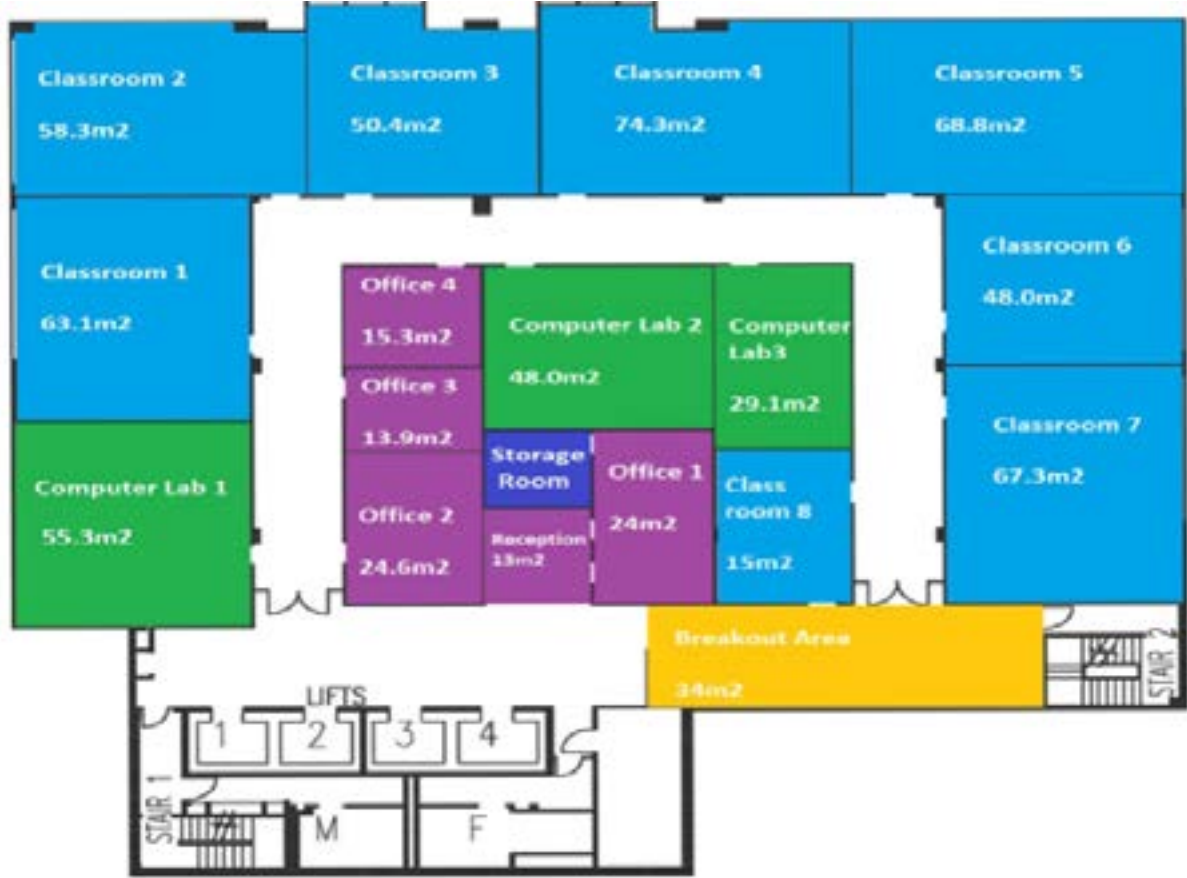 Classroom 2
58.3m2
Classroom 3
50.4m2
Classroom 4
74.3m2
Classroom 5
68.8m2
Classroom 1
63.1m2
Classroom 6
48.0m2
Office 4
15.3m2
Computer Lab 2
48.0m2
Computer
Lab3
29.1m2
Office 3
13.9m2
Classroom 7
67.3m2
Computer Lab 1
55.3m2
Storage
Room
Office 1
24m2
Class
room 8
15m2
Office 2
24.6m2
Reception
13m2
Breakout Area
34m2
STAIR 2
LIFTS
1
2
3
4
STAIR 1
M
F